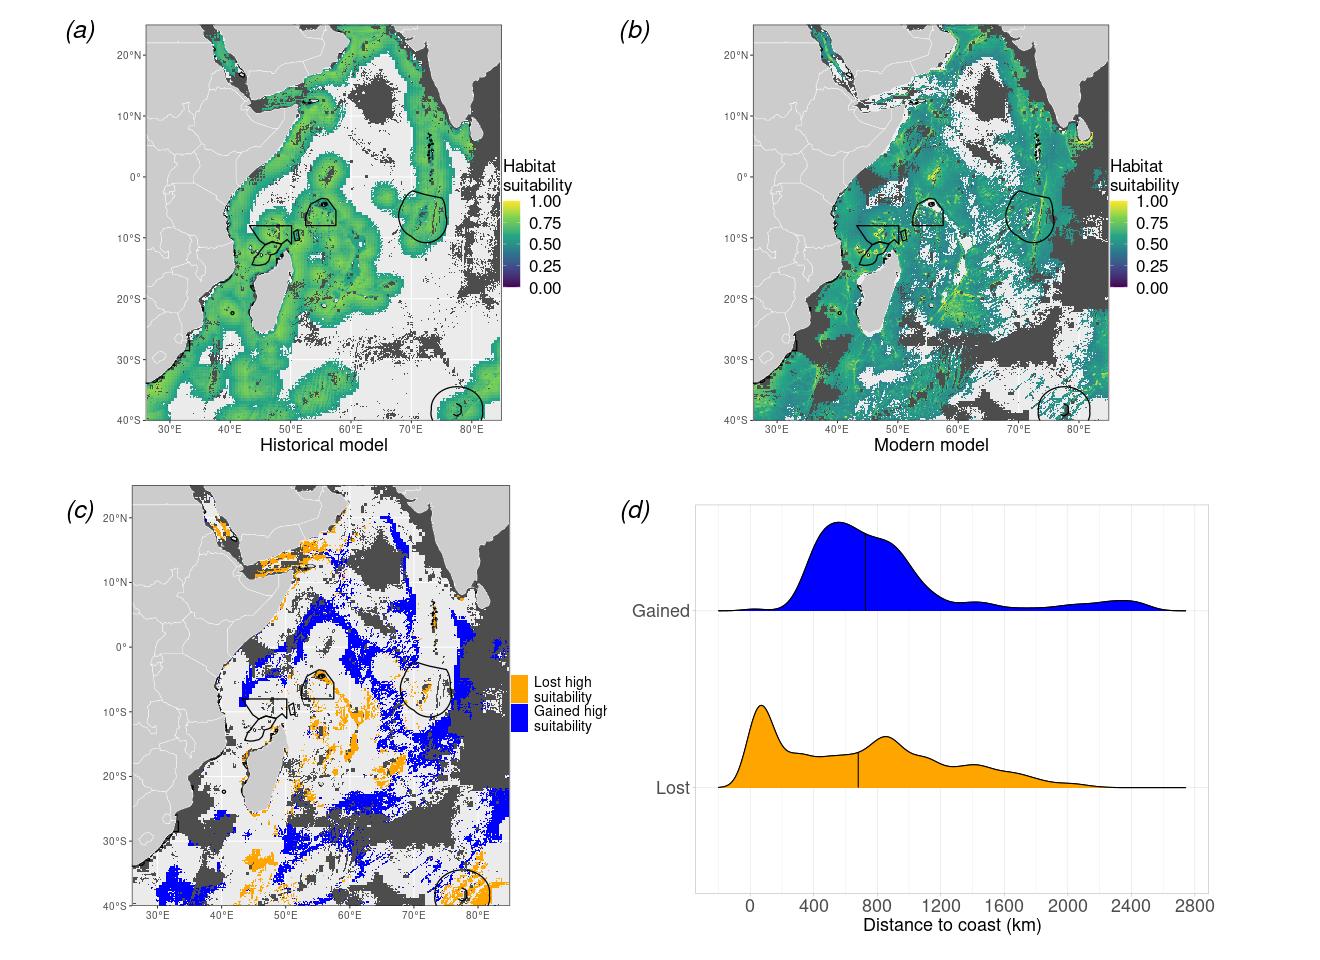 (a)
20°N
10°N
0°
10°S
20°S
30°S
40°S
30°E 40°E 50°E 60°E 70°E 80°E
Historical model
Habitat
suitability
1.00
0.75
0.50
0.25
0.00
(b)
20°N
10°N
0°
10°S
20°S
30°S
40°S
30°E 40°E 50°E 60°E 70°E 80°E
Modern model
Habitat
suitability
1.00
0.75
0.50
0.25
0.00
(c)
20°N
10°N
0°
10°S
20°S
30°S
40°S
30°E 40°E 50°E 60°E 70°E 80°E
Lost high
suitability
Gained high
suitability
(d)
Gained
Lost
0 400 800 1200 1600 2000 2400 2800
Distance to coast (km)